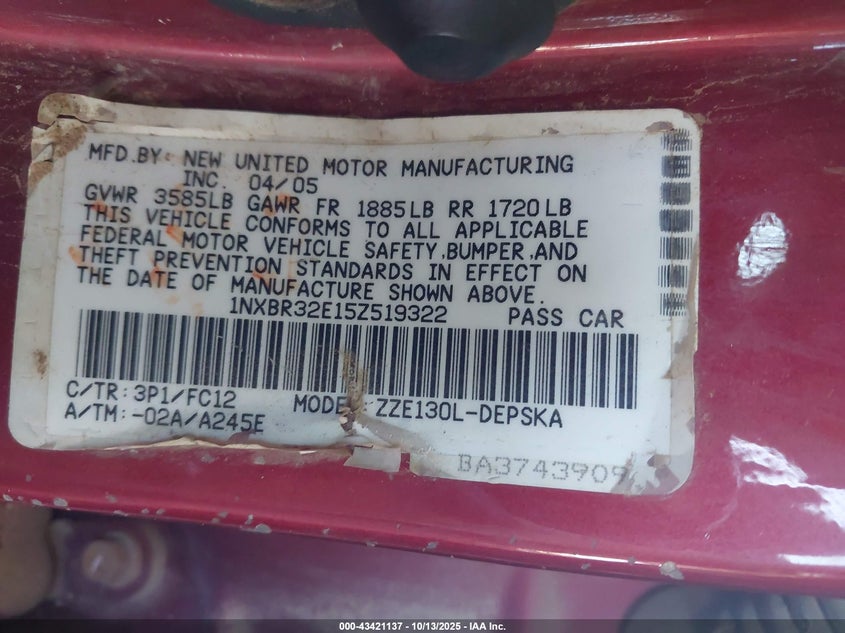 MFD.BY: NEW UNITED MOTOR MANUFACTURING
INC. 04/05
GVWR 3585LB GAWR FR 1885LB RR 1720LB
THIS VEHICLE CONFORMS TO ALL APPLICABLE
FEDERAL MOTOR VEHICLE SAFETY,BUMPER,AND
THEFT PREVENTION STANDARDS IN EFFECT ON
THE DATE OF MANUFACTURE SHOWN ABOVE.
1NXBR32E15Z519322 PASS CAR
C/TR:3P1/FC12
A/TM:-02A/A245E MODEL: ZZE130L-DEPSKA
BA3743909
000-43421137 - 10/13/2025 - IAA Inc.